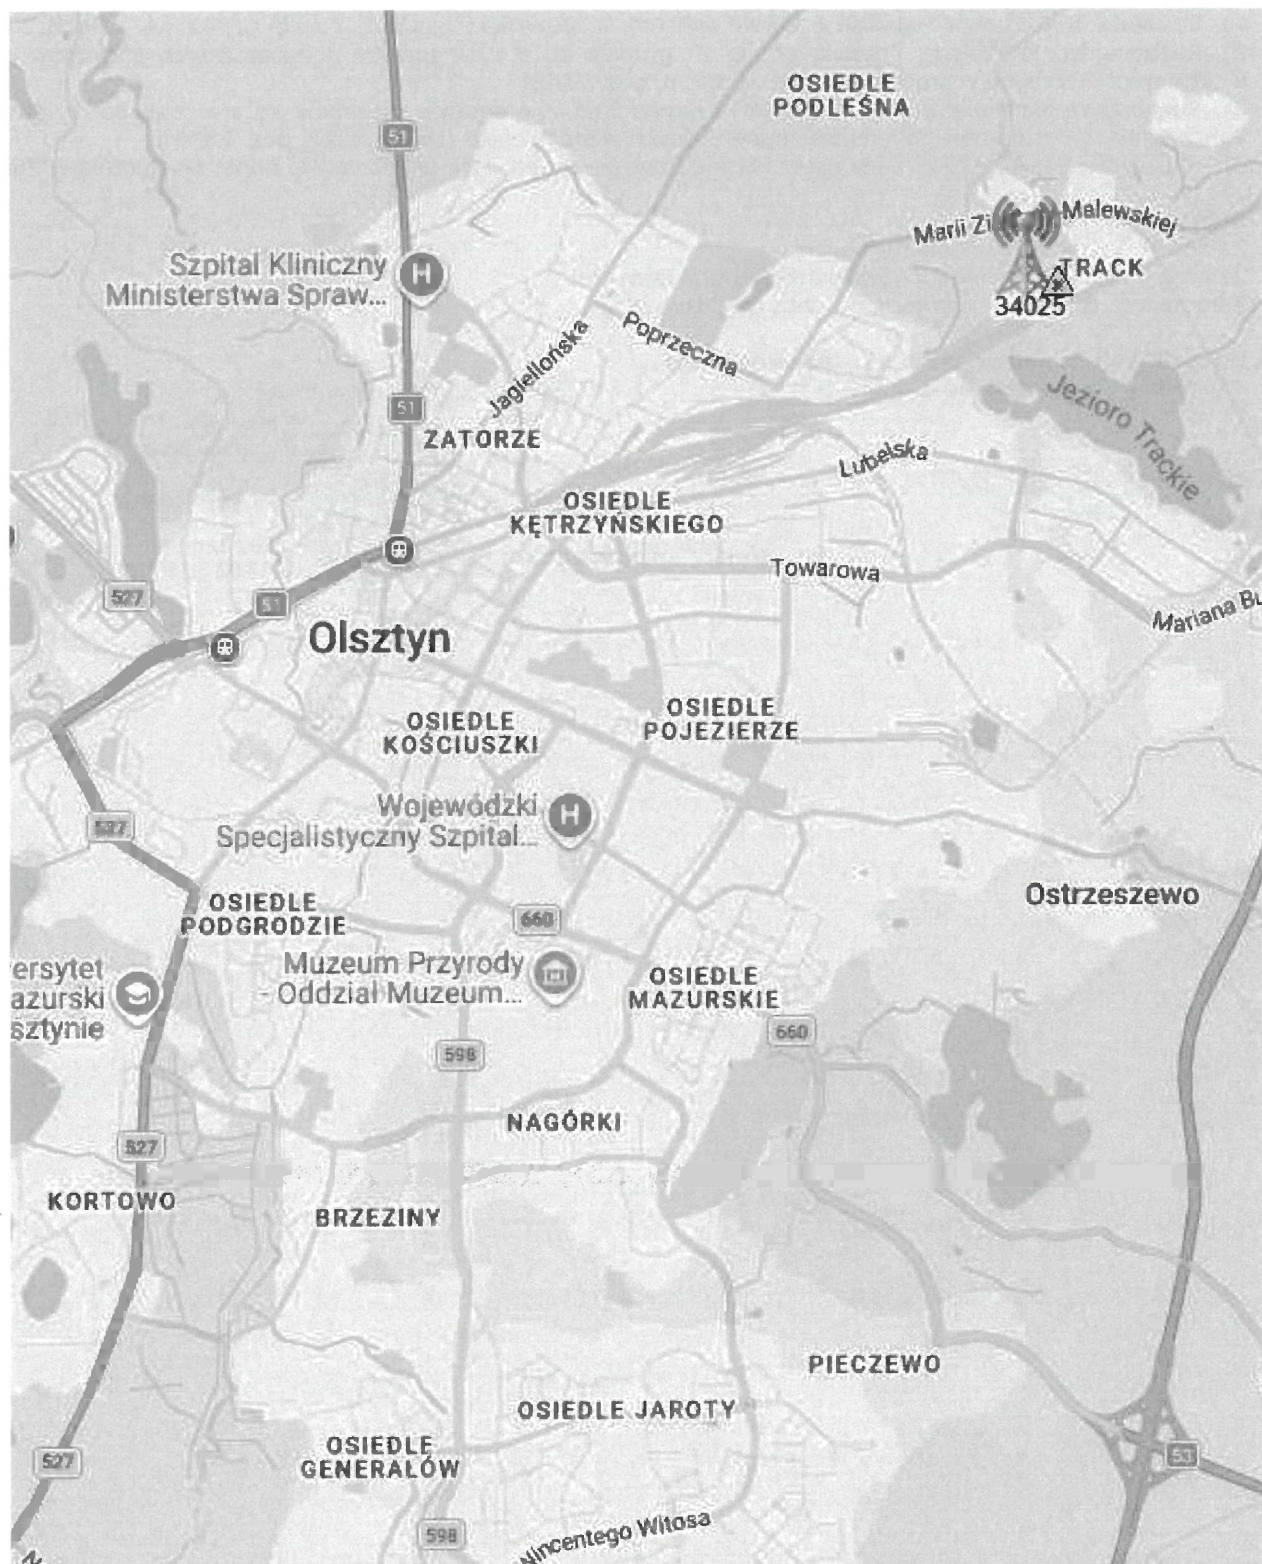 OSIEDLE
PODLEŚNA
51
Marii Zi
Malewskiej
Szpital Kliniczny
Ministerstwa Spraw...
H
TRACK
34025
Poprzeczna
Jagiellońska
Jezioro Trackie
51
ZATORZE
Lubelska
OSIEDLE
KĘTRZYŃSKIEGO
Towarowa
527
51
Mariana Bu
Olsztyn
OSIEDLE
KOŚCIUSZKI
OSIEDLE
POJEZIERZE
Wojewódzki
Specjalistyczny Szpital...
H
527
OSIEDLE
PODGRODZIE
660
Ostrzeszewo
ersytet
azurski
sztynie
Muzeum Przyrody
- Oddział Muzeum...
OSIEDLE
MAZURSKIE
660
598
NAGÓRKI
527
KORTOWO
BRZEZINY
PIECZEWO
OSIEDLE JAROTY
OSIEDLE
GENERAŁÓW
527
53
598
Wincentego Witosa